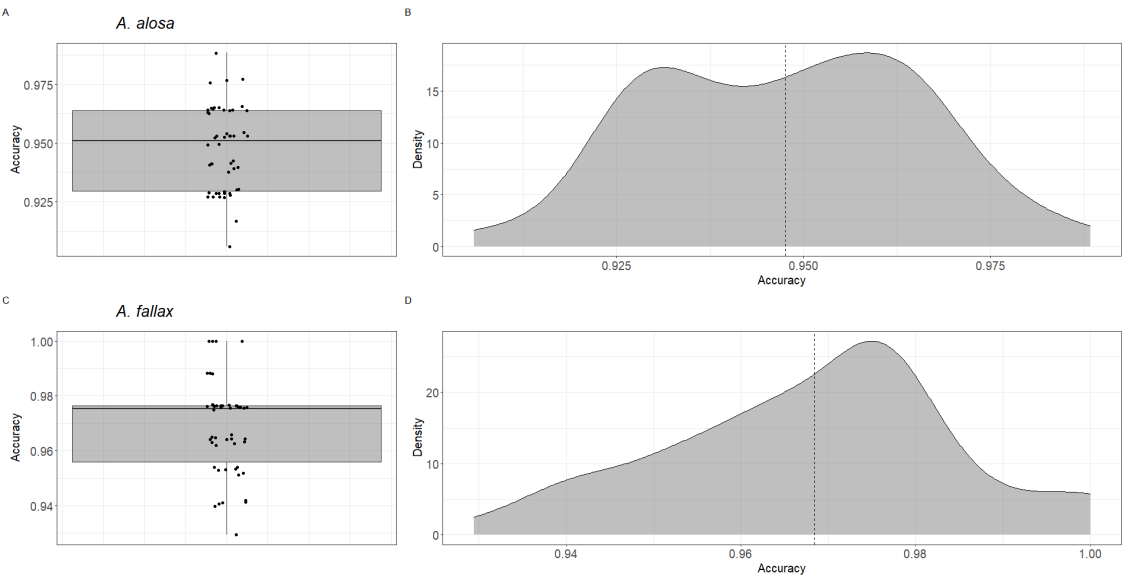 A
A. alosa
Accuracy
0.975
0.950
0.925
B
Density
15
10
5
0
0.925 0.950 0.975
Accuracy
C
A. fallax
Accuracy
1.00
0.98
0.96
0.94
D
Density
20
10
0
0.94 0.96 0.98 1.00
Accuracy